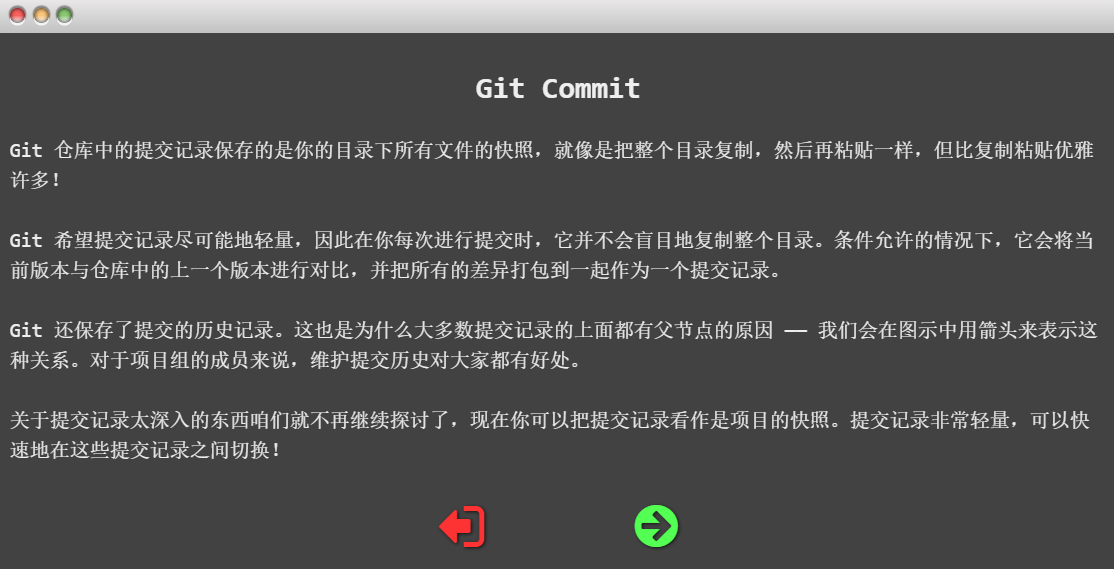 Git Commit
Git 仓库中的提交记录保存的是你的目录下所有文件的快照，就像是把整个目录复制，然后再粘贴一样，但比复制粘贴优雅
许多！
Git 希望提交记录尽可能地轻量，因此在你每次进行提交时，它并不会盲目地复制整个目录。条件允许的情况下，它会将当
前版本与仓库中的上一个版本进行对比，并把所有的差异打包到一起作为一个提交记录。
Git 还保存了提交的历史记录。这也是为什么大多数提交记录的上面都有父节点的原因 —— 我们会在图示中用箭头来表示这
种关系。对于项目组的成员来说，维护提交历史对大家都有好处。
关于提交记录太深入的东西咱们就不再继续探讨了，现在你可以把提交记录看作是项目的快照。提交记录非常轻量，可以快
速地在这些提交记录之间切换！